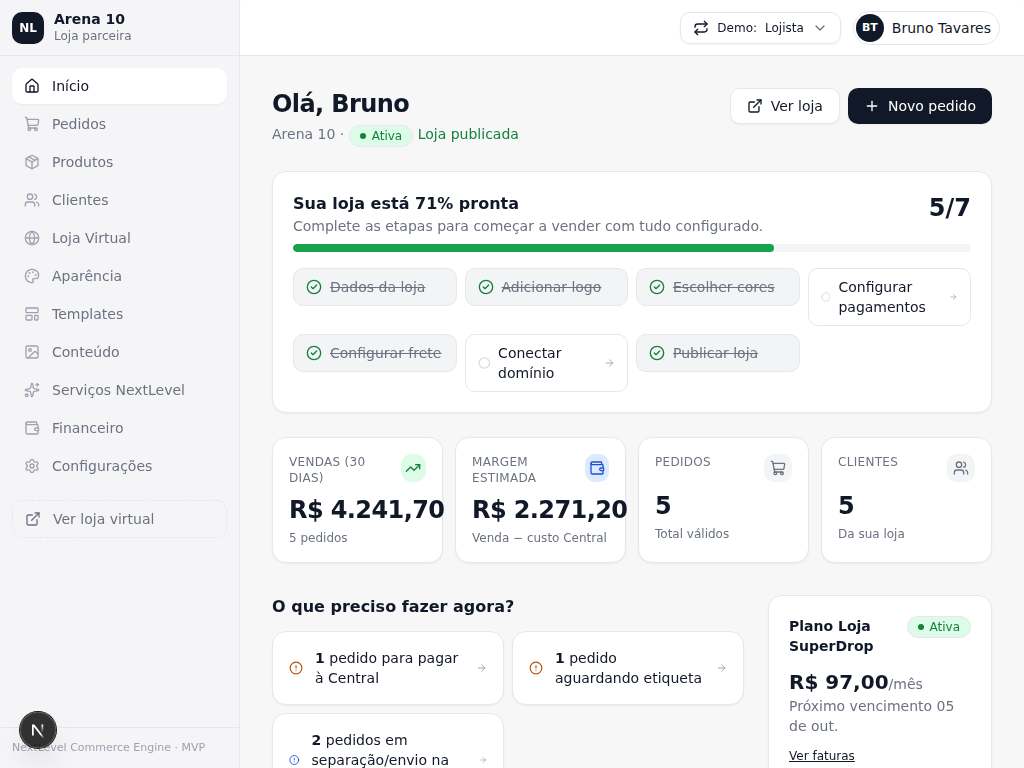 NL
Arena 10
Loja parceira
Início
Pedidos
Produtos
Clientes
Loja Virtual
Aparência
Templates
Conteúdo
Serviços NextLevel
Financeiro
Configurações
Ver loja virtual
N
NextLevel Commerce Engine · MVP
Demo: Lojista
BT
Bruno Tavares
Olá, Bruno
Arena 10 · Ativa Loja publicada
Ver loja
Novo pedido
Sua loja está 71% pronta
Complete as etapas para começar a vender com tudo configurado.
5/7
Dados da loja
Adicionar logo
Escolher cores
Configurar
pagamentos
Configurar frete
Conectar
domínio
Publicar loja
VENDAS (30
DIAS)
R$ 4.241,70
5 pedidos
MARGEM
ESTIMADA
R$ 2.271,20
Venda − custo Central
PEDIDOS
5
Total válidos
CLIENTES
5
Da sua loja
O que preciso fazer agora?
1 pedido para pagar
à Central
1 pedido
aguardando etiqueta
2 pedidos em
separação/envio na
Plano Loja
SuperDrop
Ativa
R$ 97,00/mês
Próximo vencimento 05
de out.
Ver faturas